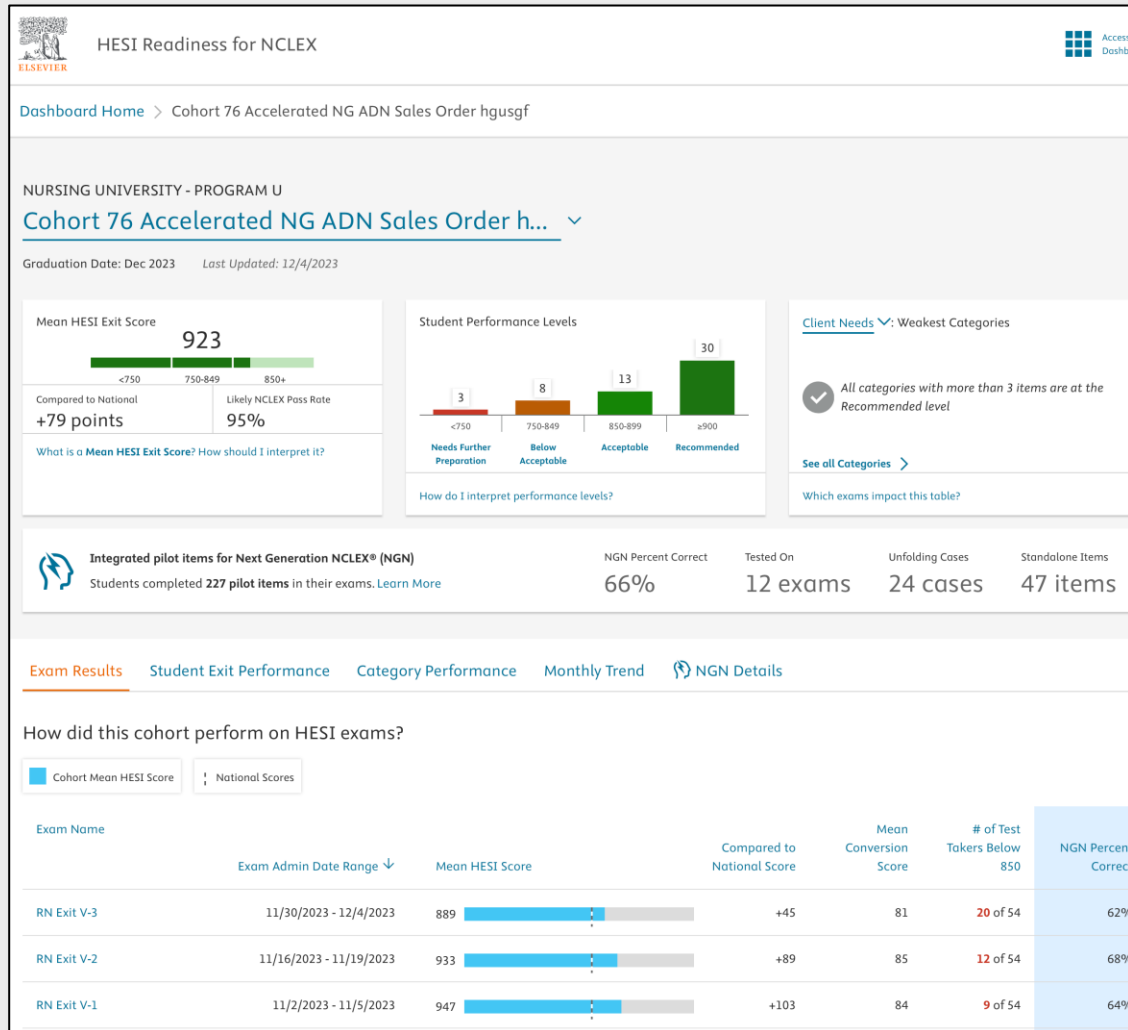 ELSEVIER
HESI Readiness for NCLEX
Dashboard Home > Cohort 76 Accelerated NG ADN Sales Order hgusgf
NURSING UNIVERSITY - PROGRAM U
Cohort 76 Accelerated NG ADN Sales Order h...
Graduation Date: Dec 2023 Last Updated: 12/4/2023
Mean HESI Exit Score
923
<750 750-849 850+
Compared to National
+79 points
Likely NCLEX Pass Rate
95%
What is a Mean HESI Exit Score? How should I interpret it?
Student Performance Levels
3 8 13 30
<750 750-849 850-899 ≥900
Needs Further Preparation
Below Acceptable
Acceptable
Recommended
How do I interpret performance levels?
Client Needs : Weakest Categories
All categories with more than 3 items are at the
Recommended level
See all Categories >
Which exams impact this table?
Integrated pilot items for Next Generation NCLEX® (NGN)
Students completed 227 pilot items in their exams. Learn More
NGN Percent Correct
66%
Tested On
12 exams
Unfolding Cases
24 cases
Standalone Items
47 items
Exam Results Student Exit Performance Category Performance Monthly Trend NGN Details
How did this cohort perform on HESI exams?
Cohort Mean HESI Score National Scores
Exam Name
Exam Admin Date Range ↓
Mean HESI Score
Compared to
National Score
Mean
Conversion
Score
# of Test
Takers Below
850
NGN
RN Exit V-3 11/30/2023 - 12/4/2023 889 +45 81 20 of 54 62%
RN Exit V-2 11/16/2023 - 11/19/2023 933 +89 85 12 of 54 68%
RN Exit V-1 11/2/2023 - 11/5/2023 947 +103 84 9 of 54 64%